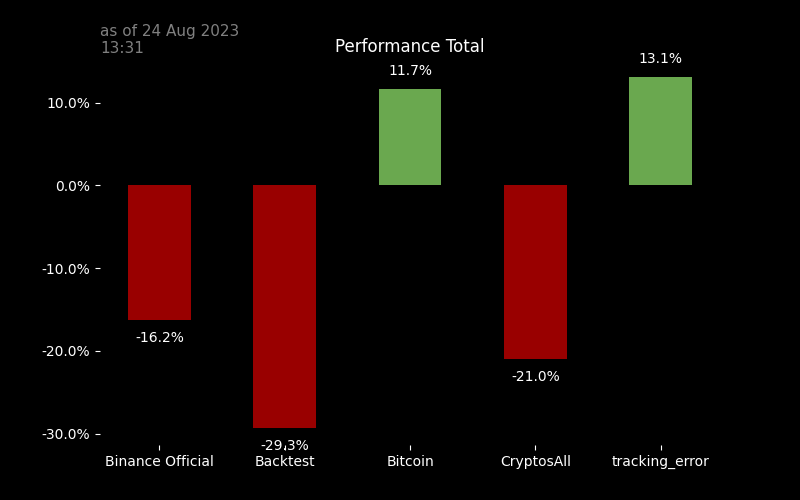 as of 24 Aug 2023
13:31
Performance Total
11.7%
13.1%
10.0%
0.0%
-10.0%
-20.0%
-30.0%
-16.2%
-29.3%
-21.0%
Binance Official
Backtest
Bitcoin
CryptosAll
tracking_error